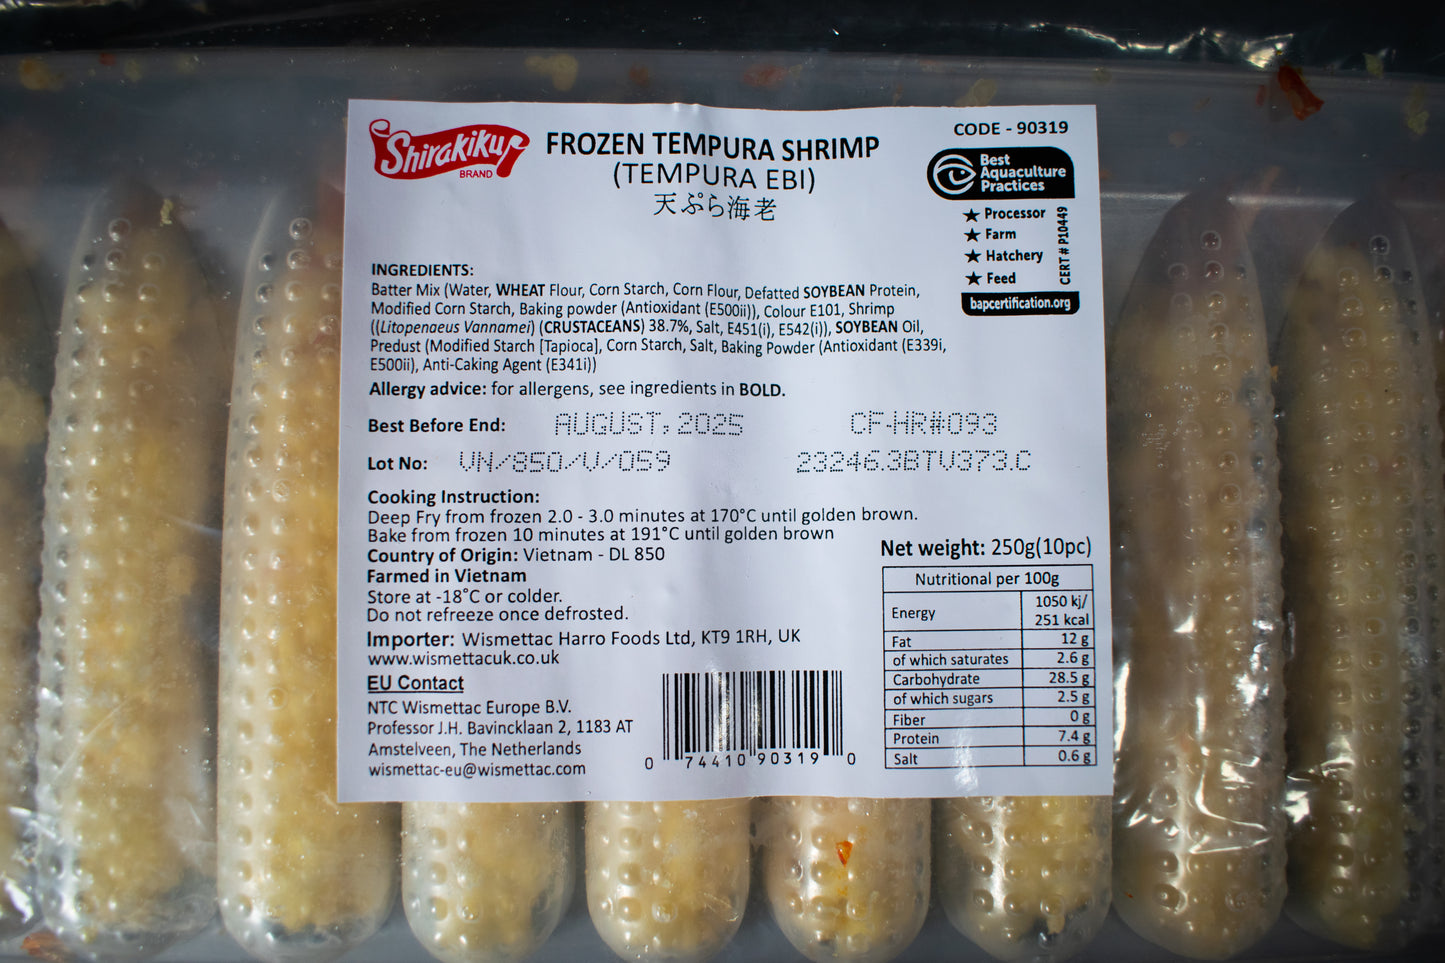 Shirakiku
BRAND
FROZEN TEMPURA SHRIMP
(TEMPURA EBI)
天ぷら海老
CODE - 90319
Best
Aquaculture
Practices
★ Processor
★ Farm
★ Hatchery
★ Feed
CERT # P10449
bapcertification.org
INGREDIENTS:
Batter Mix (Water, WHEAT Flour, Corn Starch, Corn Flour, Defatted SOYBEAN Protein,
Modified Corn Starch, Baking powder (Antioxidant (E500ii)), Colour E101, Shrimp
((Litopenaeus Vannamei) (CRUSTACEANS) 38.7%, Salt, E451(i), E542(i)), SOYBEAN Oil,
Predust (Modified Starch [Tapioca], Corn Starch, Salt, Baking Powder (Antioxidant (E339i,
E500ii), Anti-Caking Agent (E341i))
Allergy advice: for allergens, see ingredients in BOLD.
Best Before End: AUGUST, 2025 CF-HR#093
Lot No: VN/850/V/059 23246.3BTV373.C
Cooking Instruction:
Deep Fry from frozen 2.0 - 3.0 minutes at 170°C until golden brown.
Bake from frozen 10 minutes at 191°C until golden brown
Country of Origin: Vietnam - DL 850
Farmed in Vietnam
Store at -18°C or colder.
Do not refreeze once defrosted.
Importer: Wismettac Harro Foods Ltd, KT9 1RH, UK
www.wismettacuk.co.uk
EU Contact
NTC Wismettac Europe B.V.
Professor J.H. Bavincklaan 2, 1183 AT
Amstelveen, The Netherlands
wismettac-eu@wismettac.com
0 74410 90319 0
Net weight: 250g(10pc)
Nutritional per 100g
Energy 1050 kj/
251 kcal
Fat 12 g
of which saturates 2.6 g
Carbohydrate 28.5 g
of which sugars 2.5 g
Fiber 0 g
Protein 7.4 g
Salt 0.6 g